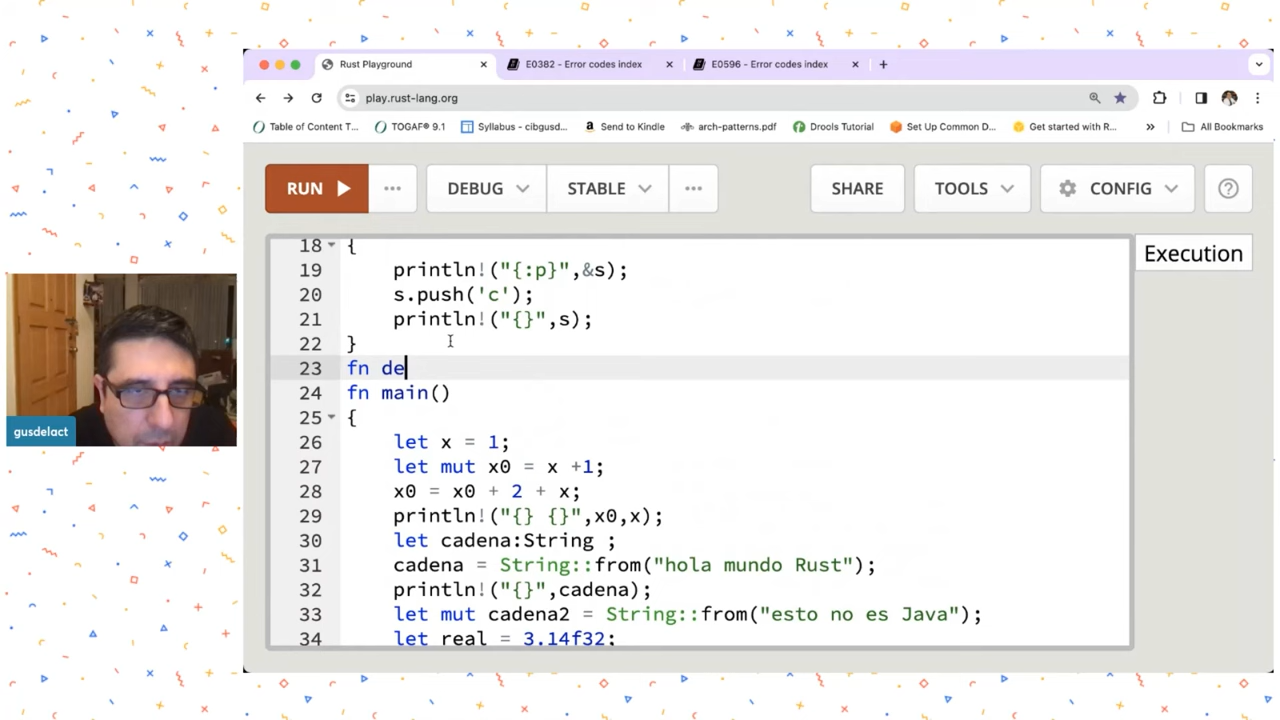 Rust Playground
E0382 - Error codes index
E0596 - Error codes index
play.rust-lang.org
Table of Content T...
TOGAF® 9.1
Syllabus - cibgusd...
Send to Kindle
arch-patterns.pdf
Drools Tutorial
Set Up Common D...
Get started with R...
All Bookmarks
RUN
DEBUG
STABLE
SHARE
TOOLS
CONFIG
Execution
18 {
19 println!("{:p}",&s);
20 s.push('c');
21 println!("{}",s);
22 }
23 fn de
24 fn main()
25 {
26 let x = 1;
27 let mut x0 = x +1;
28 x0 = x0 + 2 + x;
29 println!("{} {}",x0,x);
30 let cadena:String ;
31 cadena = String::from("hola mundo Rust");
32 println!("{}",cadena);
33 let mut cadena2 = String::from("esto no es Java");
34 let real = 3.14f32;
gusdelact